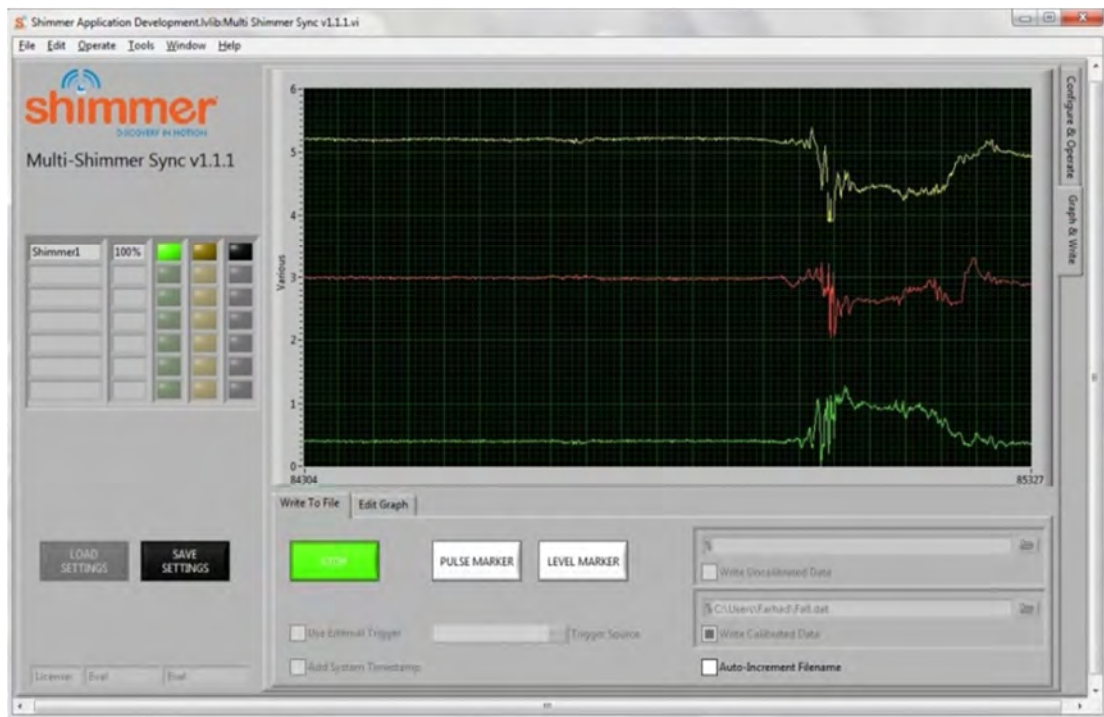 Shimmer Application Development.lvlib:Multi Shimmer Sync v1.1.1.vi
File Edit Operate Tools Window Help
shimmer
DISCOVERY IN MOTION
Multi-Shimmer Sync v1.1.1
Shimmer1 100%
LOAD SETTINGS
SAVE SETTINGS
License: Eval Eval
Various
6
5
4
3
2
1
0
84304 85327
Configure & Operate
Graph & Write
Write To File Edit Graph
STOP
PULSE MARKER
LEVEL MARKER
Use External Trigger
Trigger Source
Add System Timestamp
Write Uncalibrated Data
C:\Users\Farhad\Fall.dat
Write Calibrated Data
Auto-Increment Filename